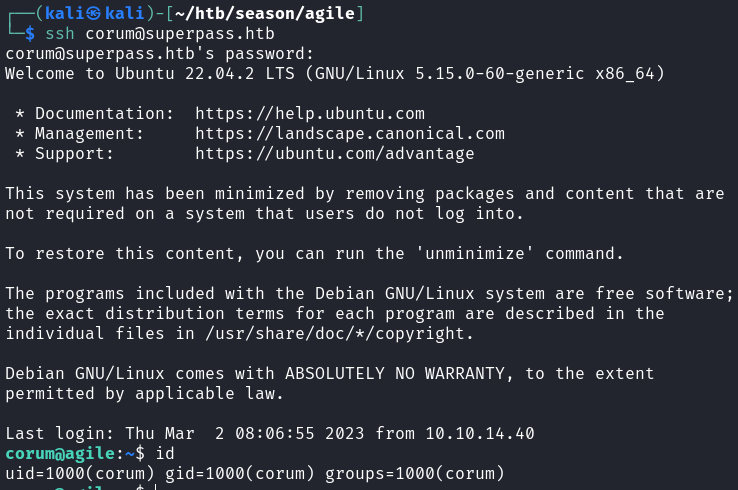 ┌──(kali㉿kali)-[~/htb/season/agile]
└─$ ssh corum@superpass.htb
corum@superpass.htb's password:
Welcome to Ubuntu 22.04.2 LTS (GNU/Linux 5.15.0-60-generic x86_64)
* Documentation:  https://help.ubuntu.com
* Management:     https://landscape.canonical.com
* Support:        https://ubuntu.com/advantage
This system has been minimized by removing packages and content that are
not required on a system that users do not log into.
To restore this content, you can run the 'unminimize' command.
The programs included with the Debian GNU/Linux system are free software;
the exact distribution terms for each program are described in the
individual files in /usr/share/doc/*/copyright.
Debian GNU/Linux comes with ABSOLUTELY NO WARRANTY, to the extent
permitted by applicable law.
Last login: Thu Mar  2 08:06:55 2023 from 10.10.14.40
corum@agile:~$ id
uid=1000(corum) gid=1000(corum) groups=1000(corum)